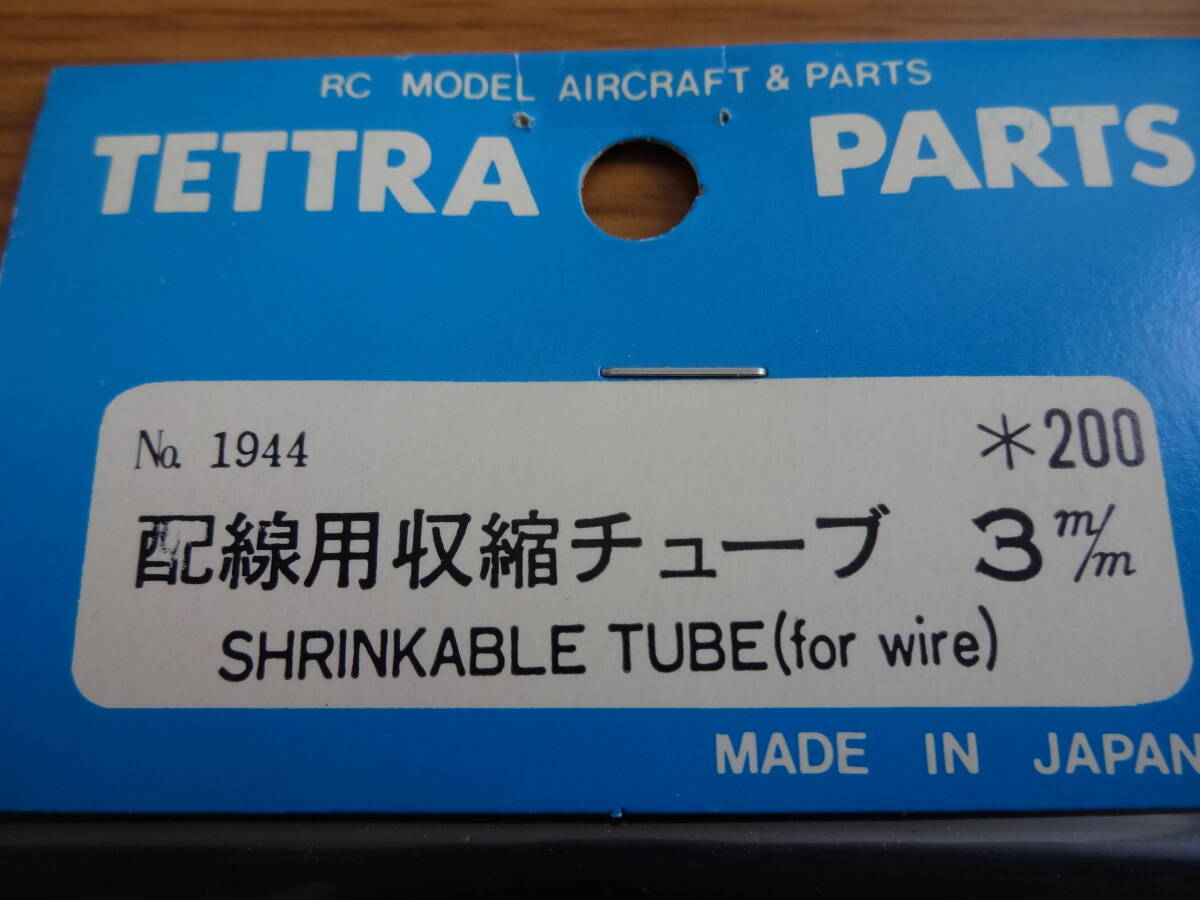 RC MODEL AIRCRAFT & PARTS
TETTRA PARTS
No. 1944 *200
配線用収縮チューブ 3 m/m
SHRINKABLE TUBE(for wire)
MADE IN JAPAN